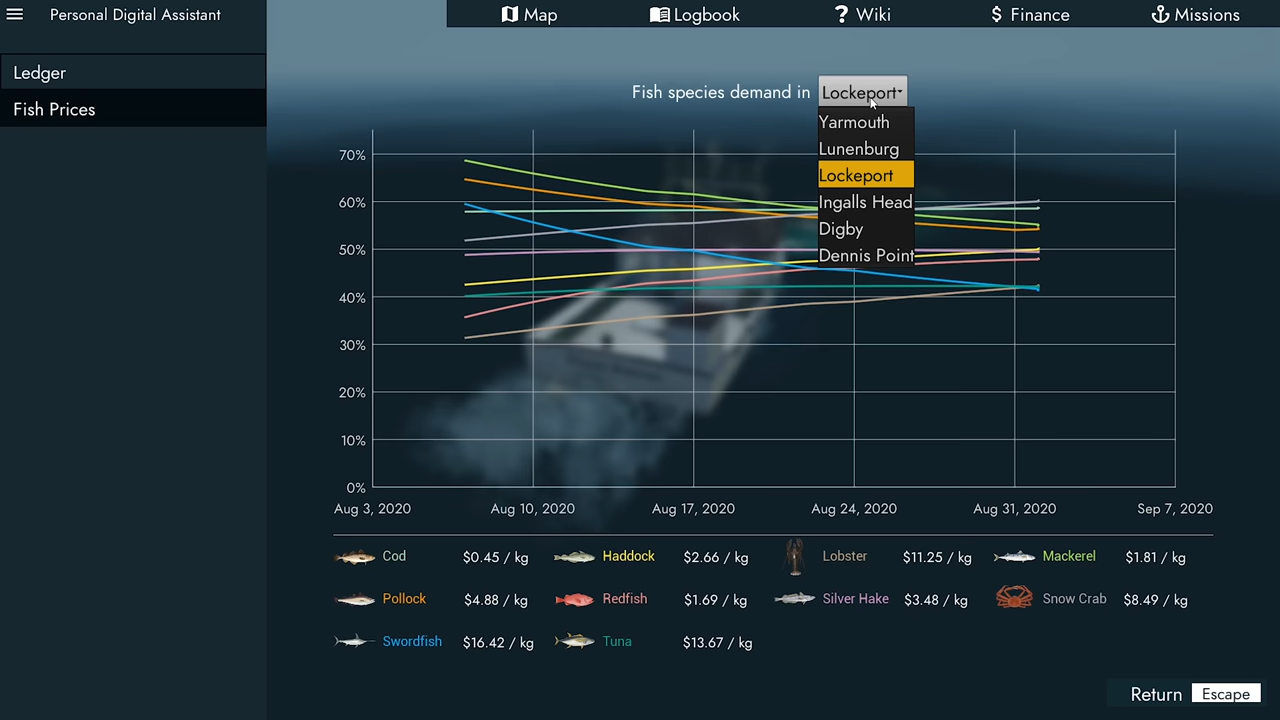 Personal Digital Assistant
Map
Logbook
? Wiki
$ Finance
Missions
Ledger
Fish Prices
Fish species demand in Lockeport
Yarmouth
Lunenburg
Lockeport
Ingalls Head
Digby
Dennis Point
70%
60%
50%
40%
30%
20%
10%
0%
Aug 3, 2020 Aug 10, 2020 Aug 17, 2020 Aug 24, 2020 Aug 31, 2020 Sep 7, 2020
Cod $0.45 / kg Haddock $2.66 / kg Lobster $11.25 / kg Mackerel $1.81 / kg
Pollock $4.88 / kg Redfish $1.69 / kg Silver Hake $3.48 / kg Snow Crab $8.49 / kg
Swordfish $16.42 / kg Tuna $13.67 / kg
Return Escape